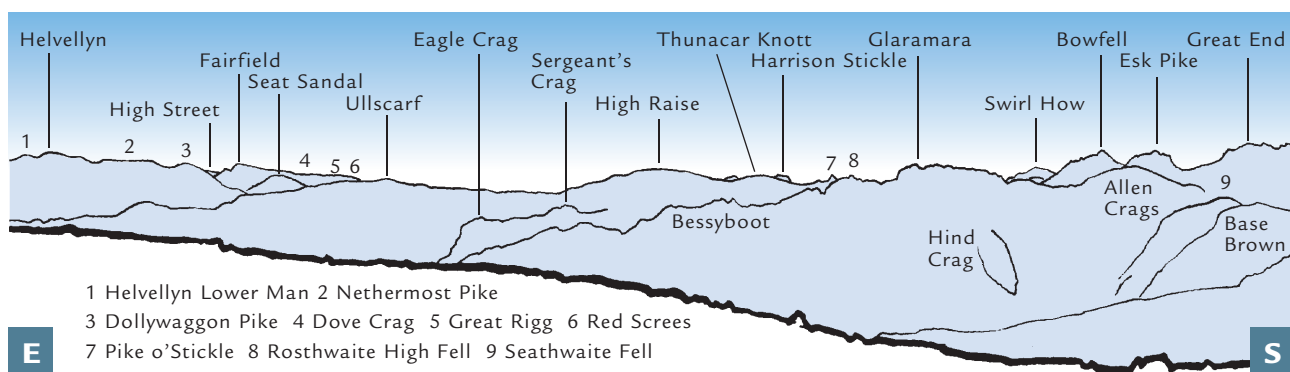 Helvellyn
Eagle Crag
Thunacar Knott
Glaramara
Bowfell
Great End
Fairfield
Sergeant's
Crag
Harrison Stickle
Esk Pike
Seat Sandal
High Street
Ullscarf
High Raise
Swirl How
1
2
3
4
5
6
7
8
9
Allen
Crags
Bessyboot
Base
Brown
Hind
Crag
1 Helvellyn Lower Man 2 Nethermost Pike
3 Dollywaggon Pike 4 Dove Crag 5 Great Rigg 6 Red Screes
7 Pike o'Stickle 8 Rosthwaite High Fell 9 Seathwaite Fell
E
S